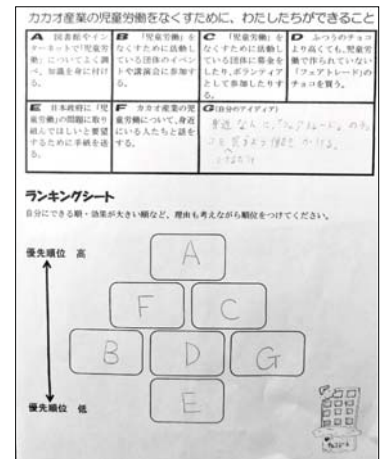 カカオ産業の児童労働をなくすために、わたしたちができること
A 図書館やイン
ターネットで「児童労
働」についてよく調
べ、知識を身に付け
る。
B 「児童労働」を
なくすために活動し
ている団体のイベン
トや講演会に参加す
る。
C 「児童労働」を
なくすために活動し
ている団体に募金を
したり、ボランティア
として参加したりす
る。
D ふつうのチョコ
より高くても、児童労
働で作られていない
「フェアトレード」の
チョコを買う。
E 日本政府に「児
童労働」の問題に取り
組んでほしいと要望
するために手紙を送
る。
F カカオ産業の児
童労働について、身近
にいる人たちと話を
する。
G(自分のアイディア)
身近な人に、「フェアトレード」のチョ
ランキングシート
自分にできる順・効果が大きい順など、理由も考えながら順位をつけてください。
優先順位 高
A
F C
B D G
E
優先順位 低